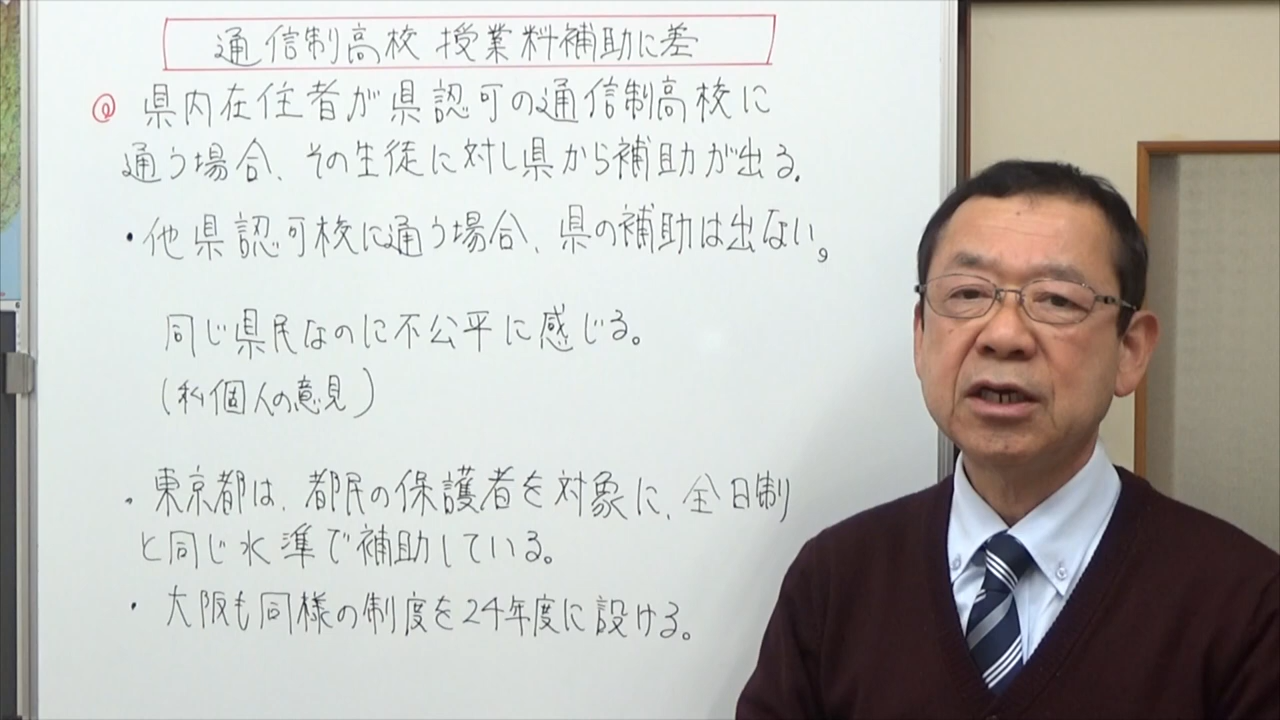 通信制高校 授業料補助に差
◎ 県内在住者が県認可の通信制高校に
通う場合、その生徒に対し県から補助が出る。
・他県認可校に通う場合、県の補助は出ない。
同じ県民なのに不公平に感じる。
(私個人の意見)
・東京都は、都民の保護者を対象に、全日制
と同じ水準で補助している。
・大阪も同様の制度を24年度に設ける。